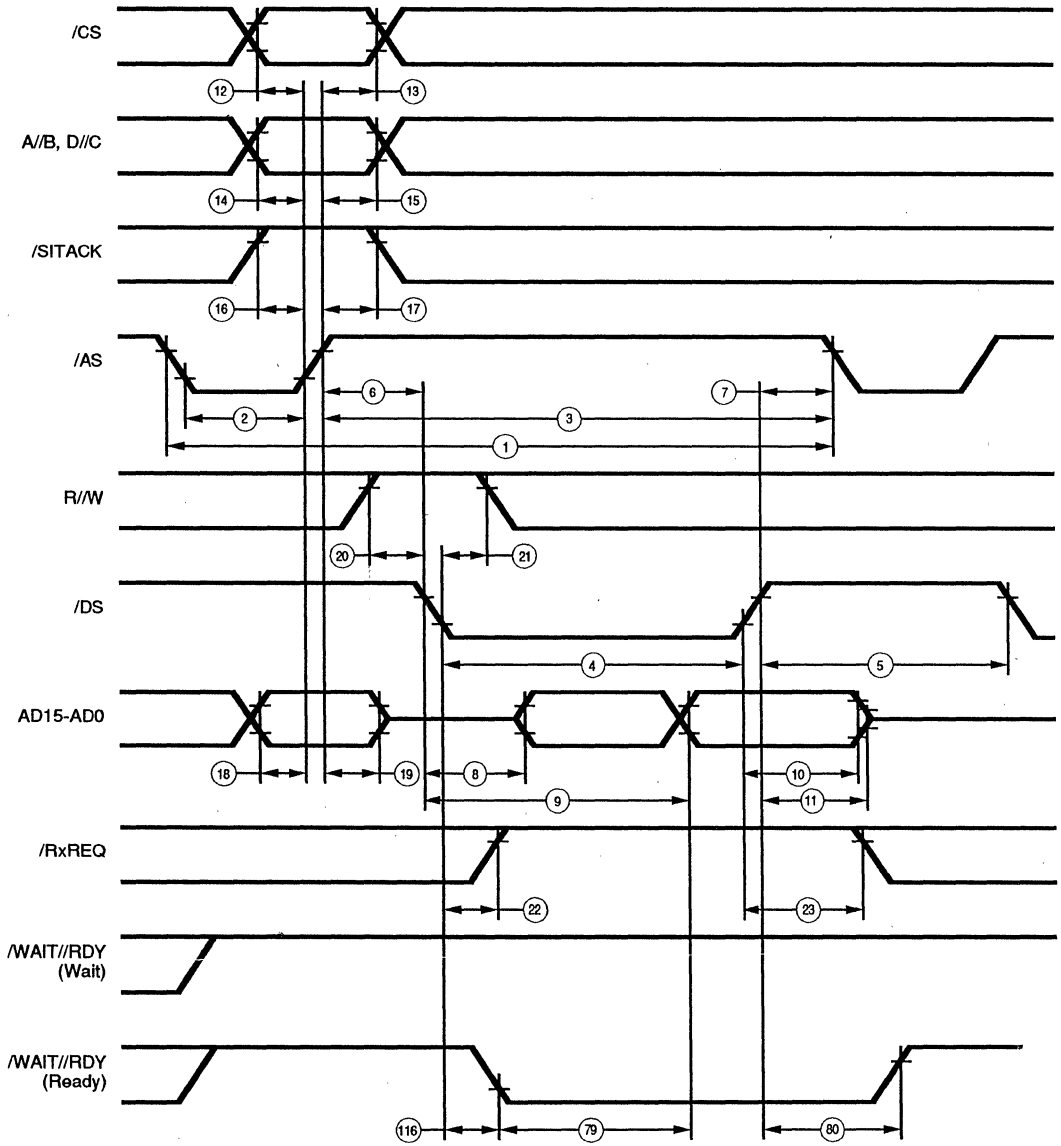 /CS
12
13
A//B, D//C
14
15
/SITACK
16
17
/AS
6
7
2
3
1
R//W
20
21
/DS
4
5
AD15-AD0
18
19
8
10
9
11
/RxREQ
22
23
/WAIT//RDY
(Wait)
/WAIT//RDY
(Ready)
116
79
80